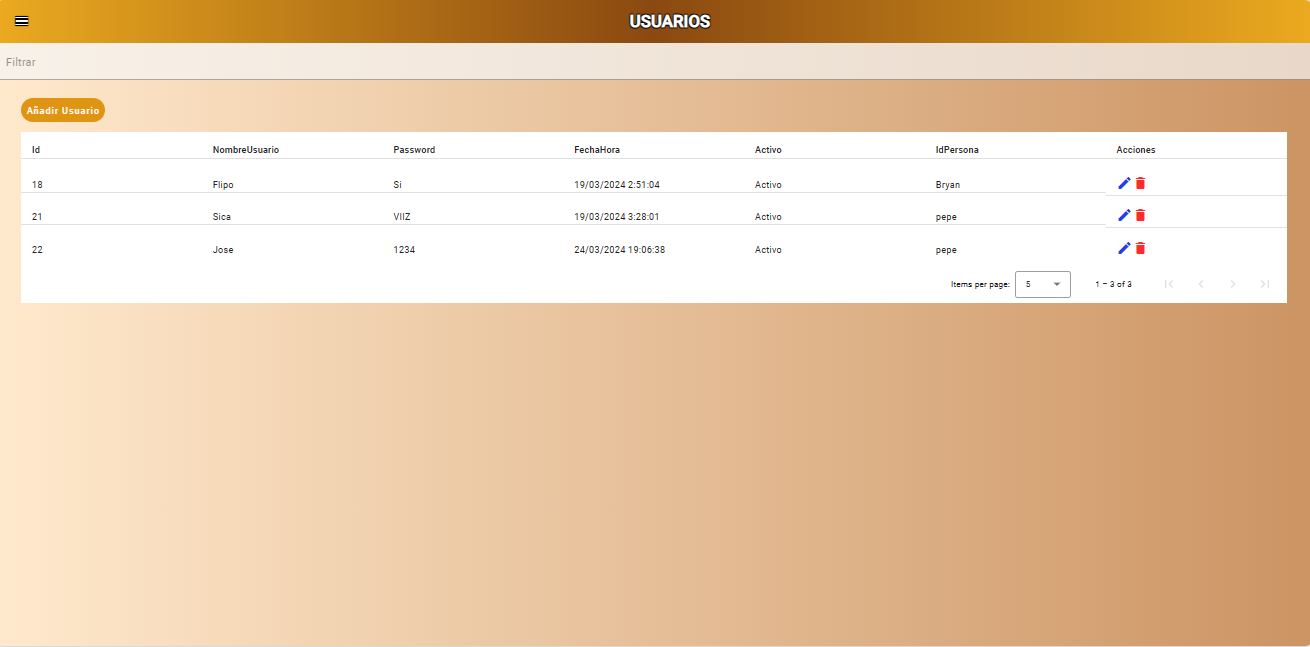 USUARIOS
Filtrar
Añadir Usuario
Id NombreUsuario Password FechaHora Activo IdPersona Acciones
18 Flipo Si 19/03/2024 2:51:04 Activo Bryan
21 Sica VIIZ 19/03/2024 3:28:01 Activo pepe
22 Jose 1234 24/03/2024 19:06:38 Activo pepe
Items per page: 5 1 – 3 of 3